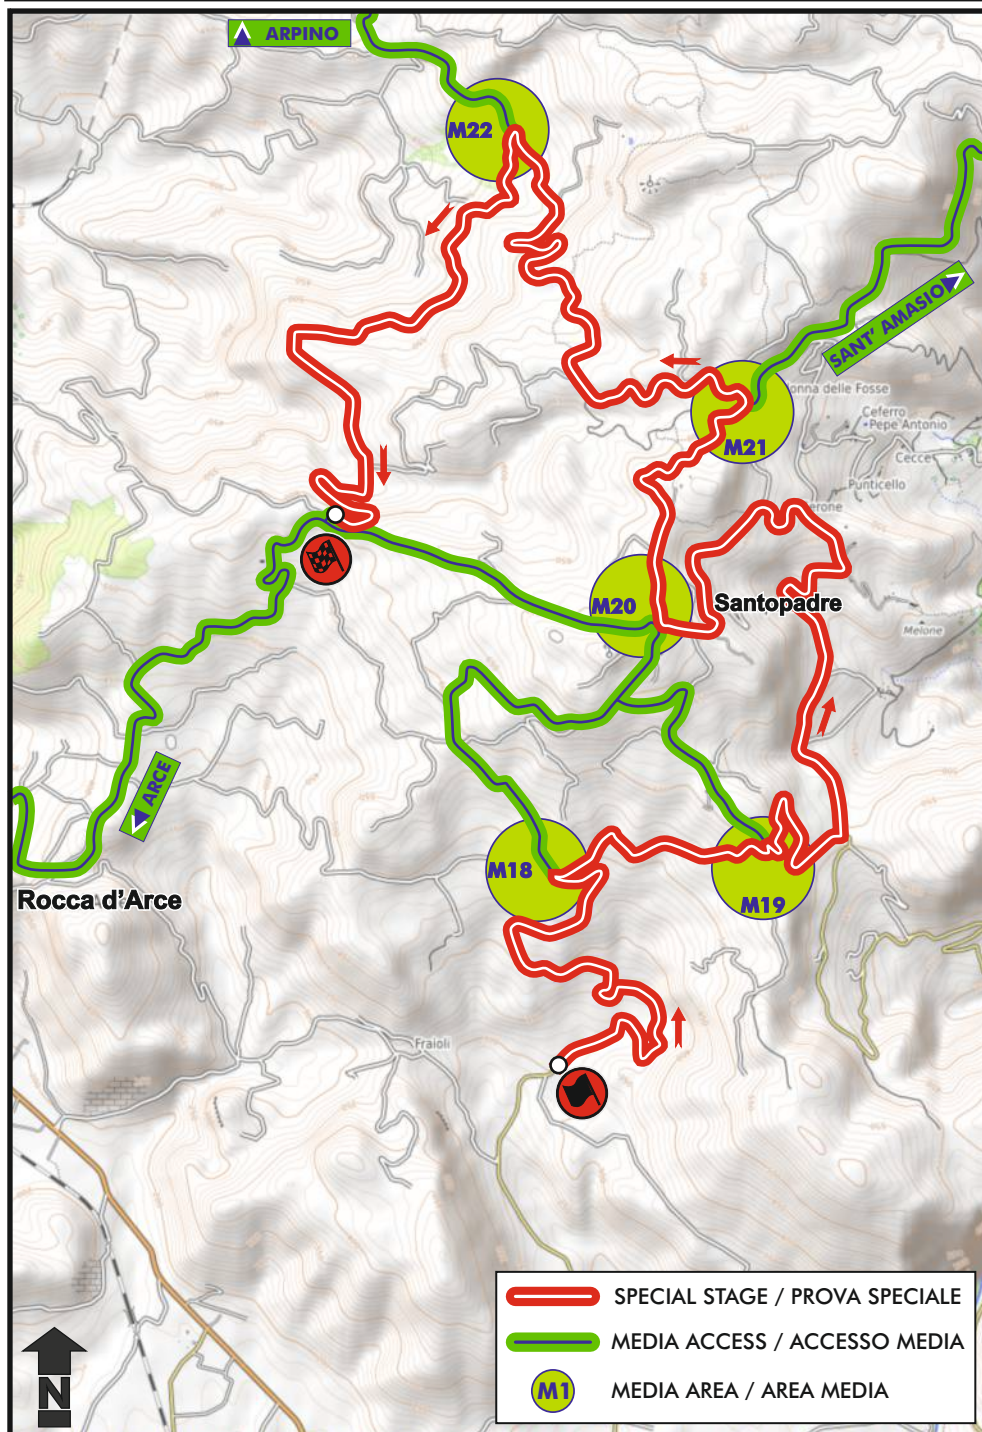 ARPINO
M22
SANT' AMASIO
onna delle Fosse
Ceferro
Pepe Antonio
M21
Cecce
Punticello
erone
M20
Santopadre
Melone
ARCE
M18
Rocca d'Arce
M19
Fraioli
SPECIAL STAGE / PROVA SPECIALE
MEDIA ACCESS / ACCESSO MEDIA
M1
MEDIA AREA / AREA MEDIA
N